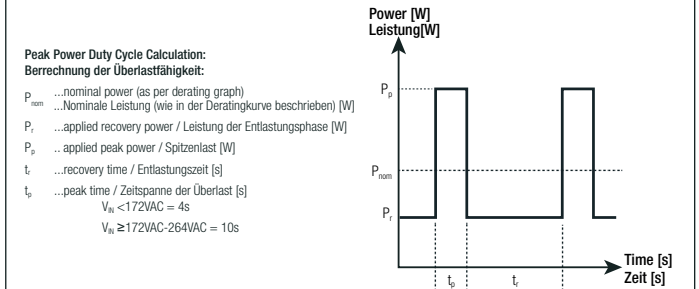 Peak Power Duty Cycle Calculation:
Berrechnung der Überlastfähigkeit:
Pnom ...nominal power (as per derating graph)
...Nominale Leistung (wie in der Deratingkurve beschrieben) [W]
Pr ...applied recovery power / Leistung der Entlastungsphase [W]
Pp .. applied peak power / Spitzenlast [W]
tr ...recovery time / Entlastungszeit [s]
tp ...peak time / Zeitspanne der Überlast [s]
VIN <172VAC = 4s
VIN ≥172VAC-264VAC = 10s
Power [W]
Leistung[W]
Pp
Pnom
Pr
tp tr
Time [s]
Zeit [s]